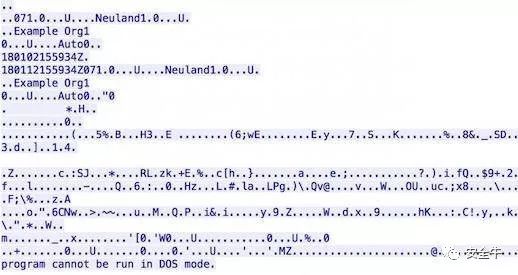 ..
..071.0...U....Neuland1.0...U.
..Example Org1
0...U....Auto0..
180102155934Z.
180112155934Z071.0...U....Neuland1.0...U.
..Example Org1
0...U....Auto0.."0
.    *.H..
..........0..
...........(...5%.B...H3..E ........(6;wE........E.y...7..S...K.......%..8&._.SD..
3.d..]..1.4.
.Z.......c.:SJ...*....RL.zk.+E.%..c[h..}......a....e.;..........?.).i.fQ..$9+.2.
f...l.......-....Q..6.:..0..Hz...L.#.la..LPg.)\.Qv@....v...W...OU..uc.;x8....\...
.F;\%...z.A
....o.".6CNw..>.~~...u..M..Q.P..i&.i.....y.9.Z.....W..d.x..9......hK...:.C!.y,..k.
\.".*..W..
m......._..x........'[0.'W0...U......0...U.%..0
..+.......0...U......0....0.'...U....'...'.MZ......................@.
program cannot be run in DOS mode.
安全牛